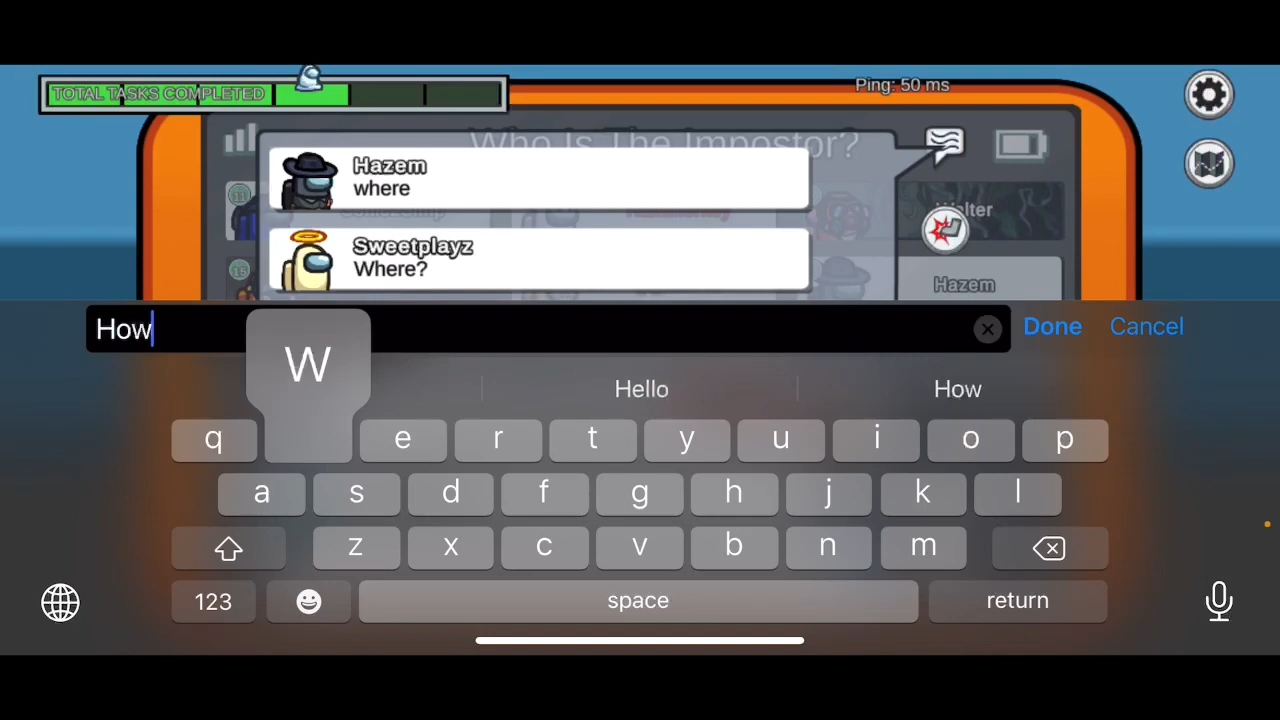 TOTAL TASKS COMPLETED
Ping: 50 ms
Who Is The Impostor?
Hazem
where
Sweetplayz
Where?
Hazem
How
Done
Cancel
W
Hello
How
q e r t y u i o p
a s d f g h j k l
z x c v b n m
123
space
return